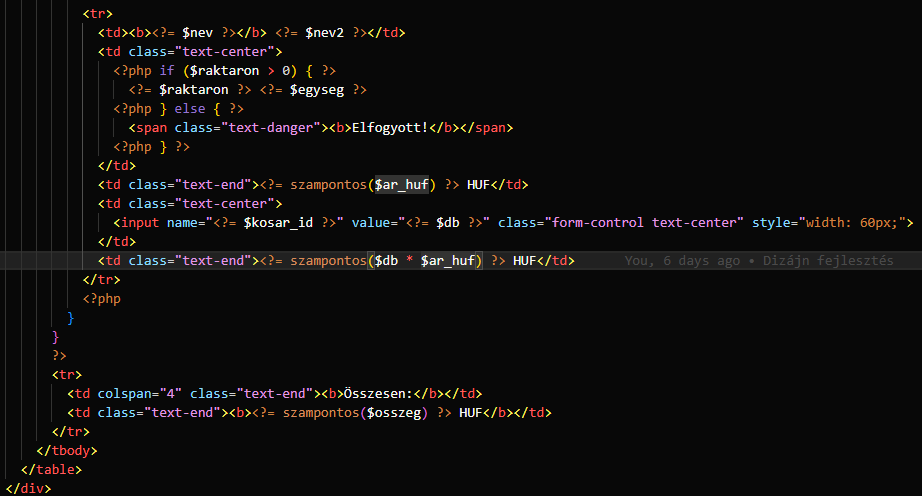 <tr>
<td><b><?= $nev ?></b> <?= $nev2 ?></td>
<td class="text-center">
<?php if ($raktaron > 0) { ?>
<?= $raktaron ?> <?= $egyseg ?>
<?php } else { ?>
<span class="text-danger"><b>Elfogyott!</b></span>
<?php } ?>
</td>
<td class="text-end"><?= szampontos($ar_huf) ?> HUF</td>
<td class="text-center">
<input name="<?= $kosar_id ?>" value="<?= $db ?>" class="form-control text-center" style="width: 60px;">
</td>
<td class="text-end"><?= szampontos($db * $ar_huf) ?> HUF</td> You, 6 days ago • Dizájn fejlesztés
</tr>
<?php
}
}
?>
<tr>
<td colspan="4" class="text-end"><b>Összesen:</b></td>
<td class="text-end"><b><?= szampontos($osszeg) ?> HUF</b></td>
</tr>
</tbody>
</table>
</div>